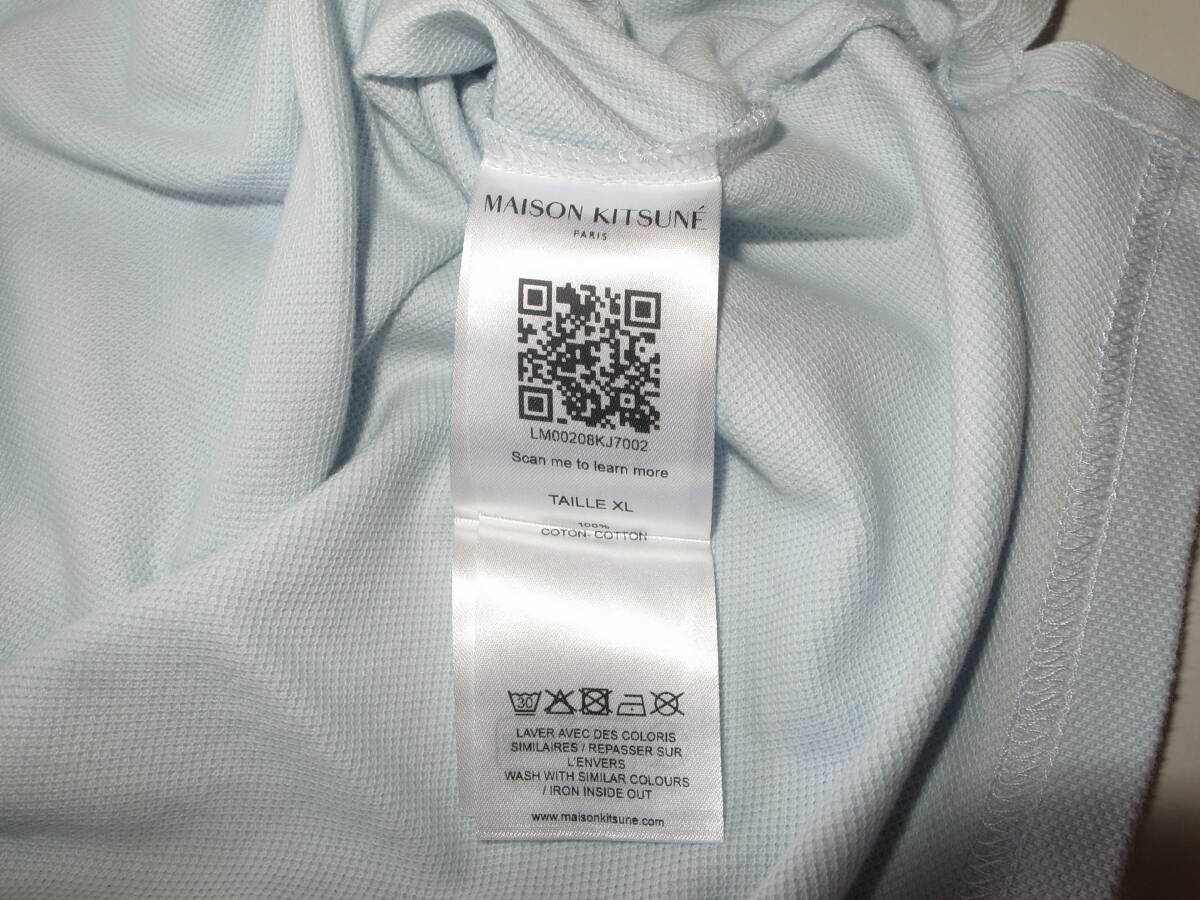 MAISON KITSUNÉ
PARIS
LM00208KJ7002
Scan me to learn more
TAILLE XL
100%
COTON- COTTON
30
LAVER AVEC DES COLORIS
SIMILAIRES / REPASSER SUR
L'ENVERS
WASH WITH SIMILAR COLOURS
/ IRON INSIDE OUT
www.maisonkitsune.com